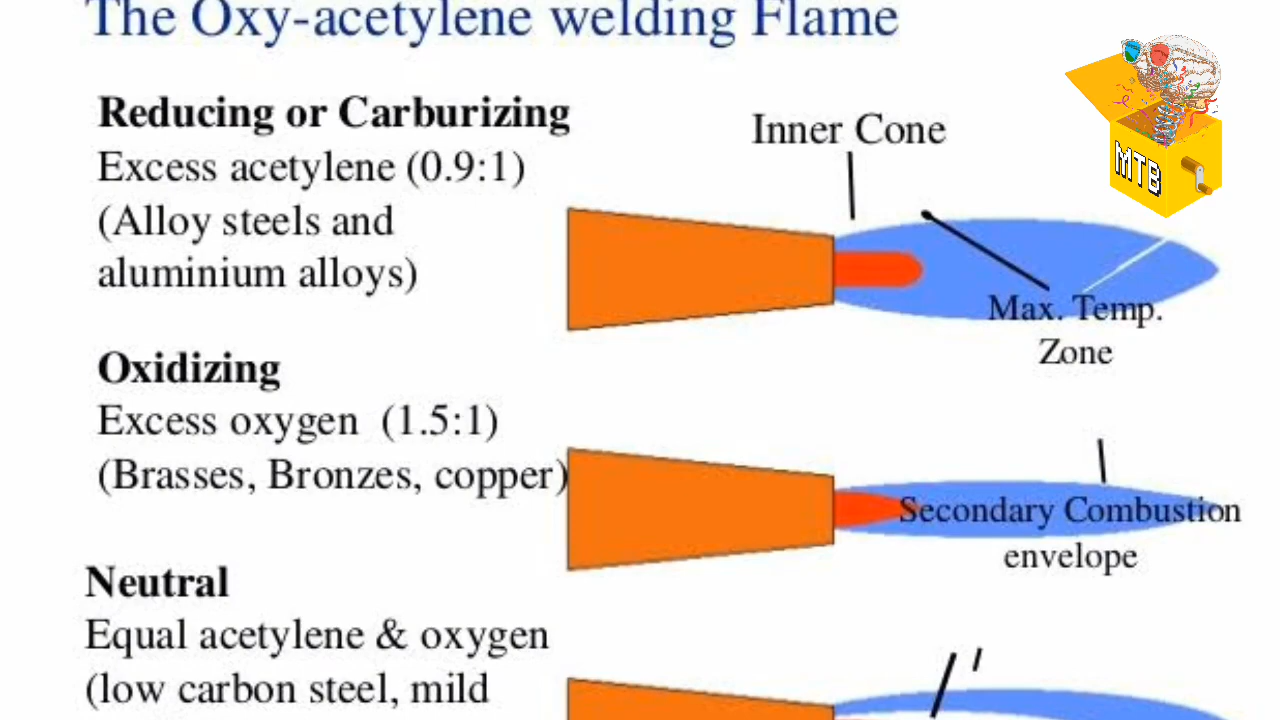 The Oxy-acetylene welding Flame
Reducing or Carburizing
Excess acetylene (0.9:1)
(Alloy steels and
aluminium alloys)
Oxidizing
Excess oxygen (1.5:1)
(Brasses, Bronzes, copper)
Neutral
Equal acetylene & oxygen
(low carbon steel, mild
Inner Cone
Max. Temp.
Zone
Secondary Combustion
envelope
MTB